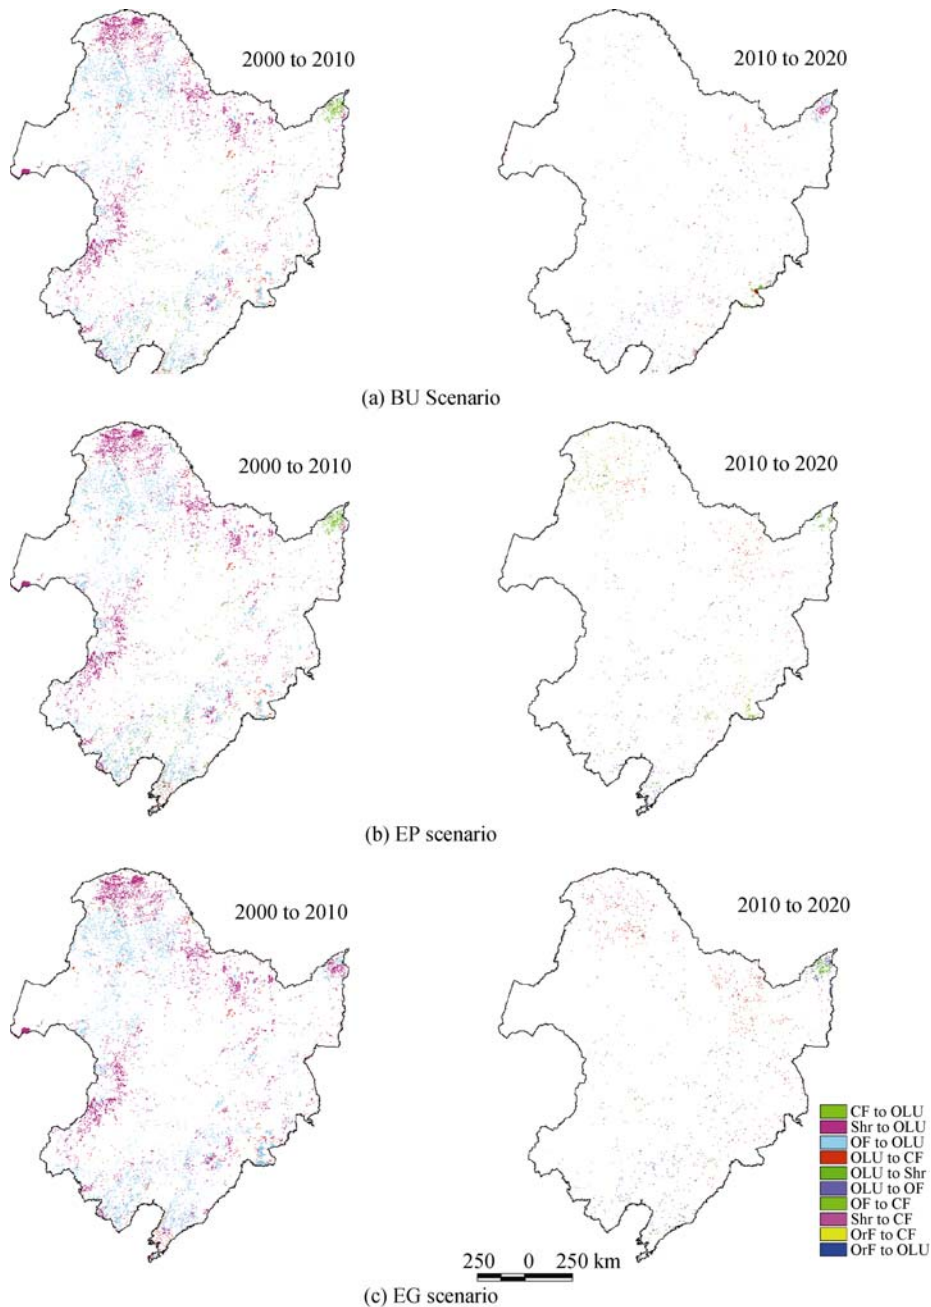 2000 to 2010
2010 to 2020
(a) BU Scenario
2000 to 2010
2010 to 2020
(b) EP scenario
2000 to 2010
2010 to 2020
CF to OLU
Shr to OLU
OF to OLU
OLU to CF
OLU to Shr
OLU to OF
OF to CF
Shr to CF
OrF to CF
OrF to OLU
250 0 250 km
(c) EG scenario